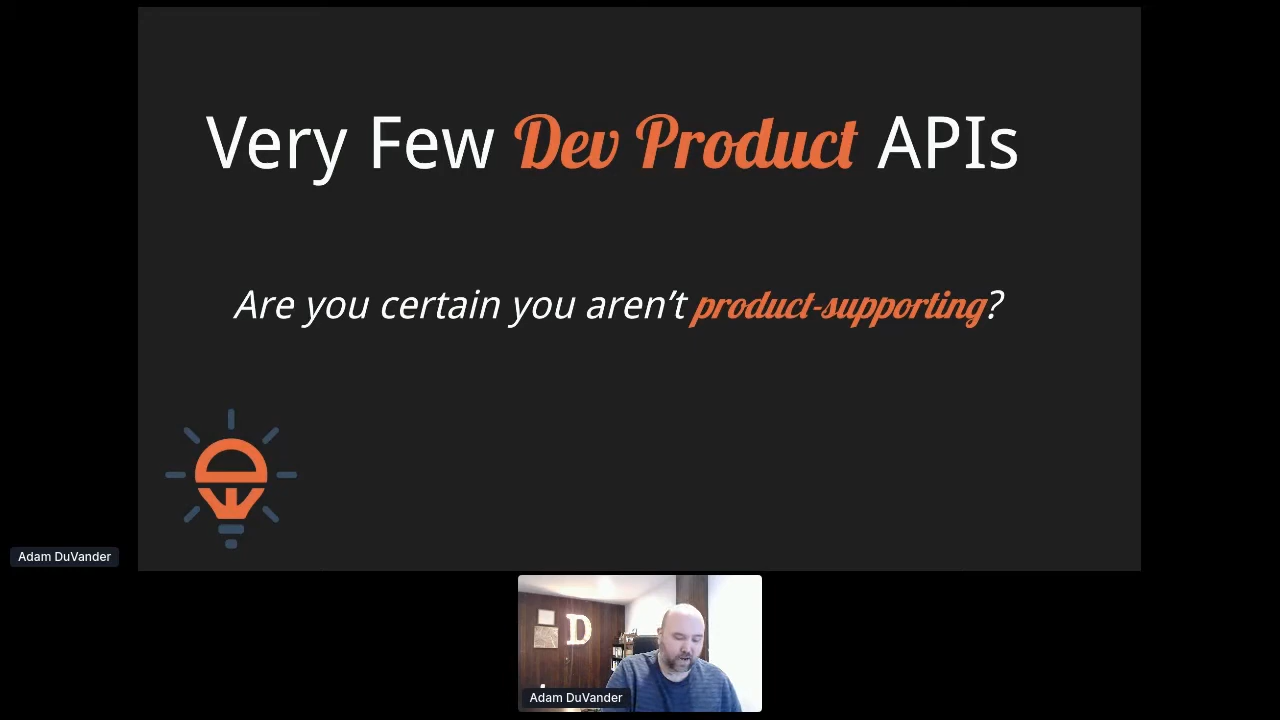 Very Few Dev Product APIs
Are you certain you aren’t product-supporting?
Adam DuVander
D
Adam DuVander